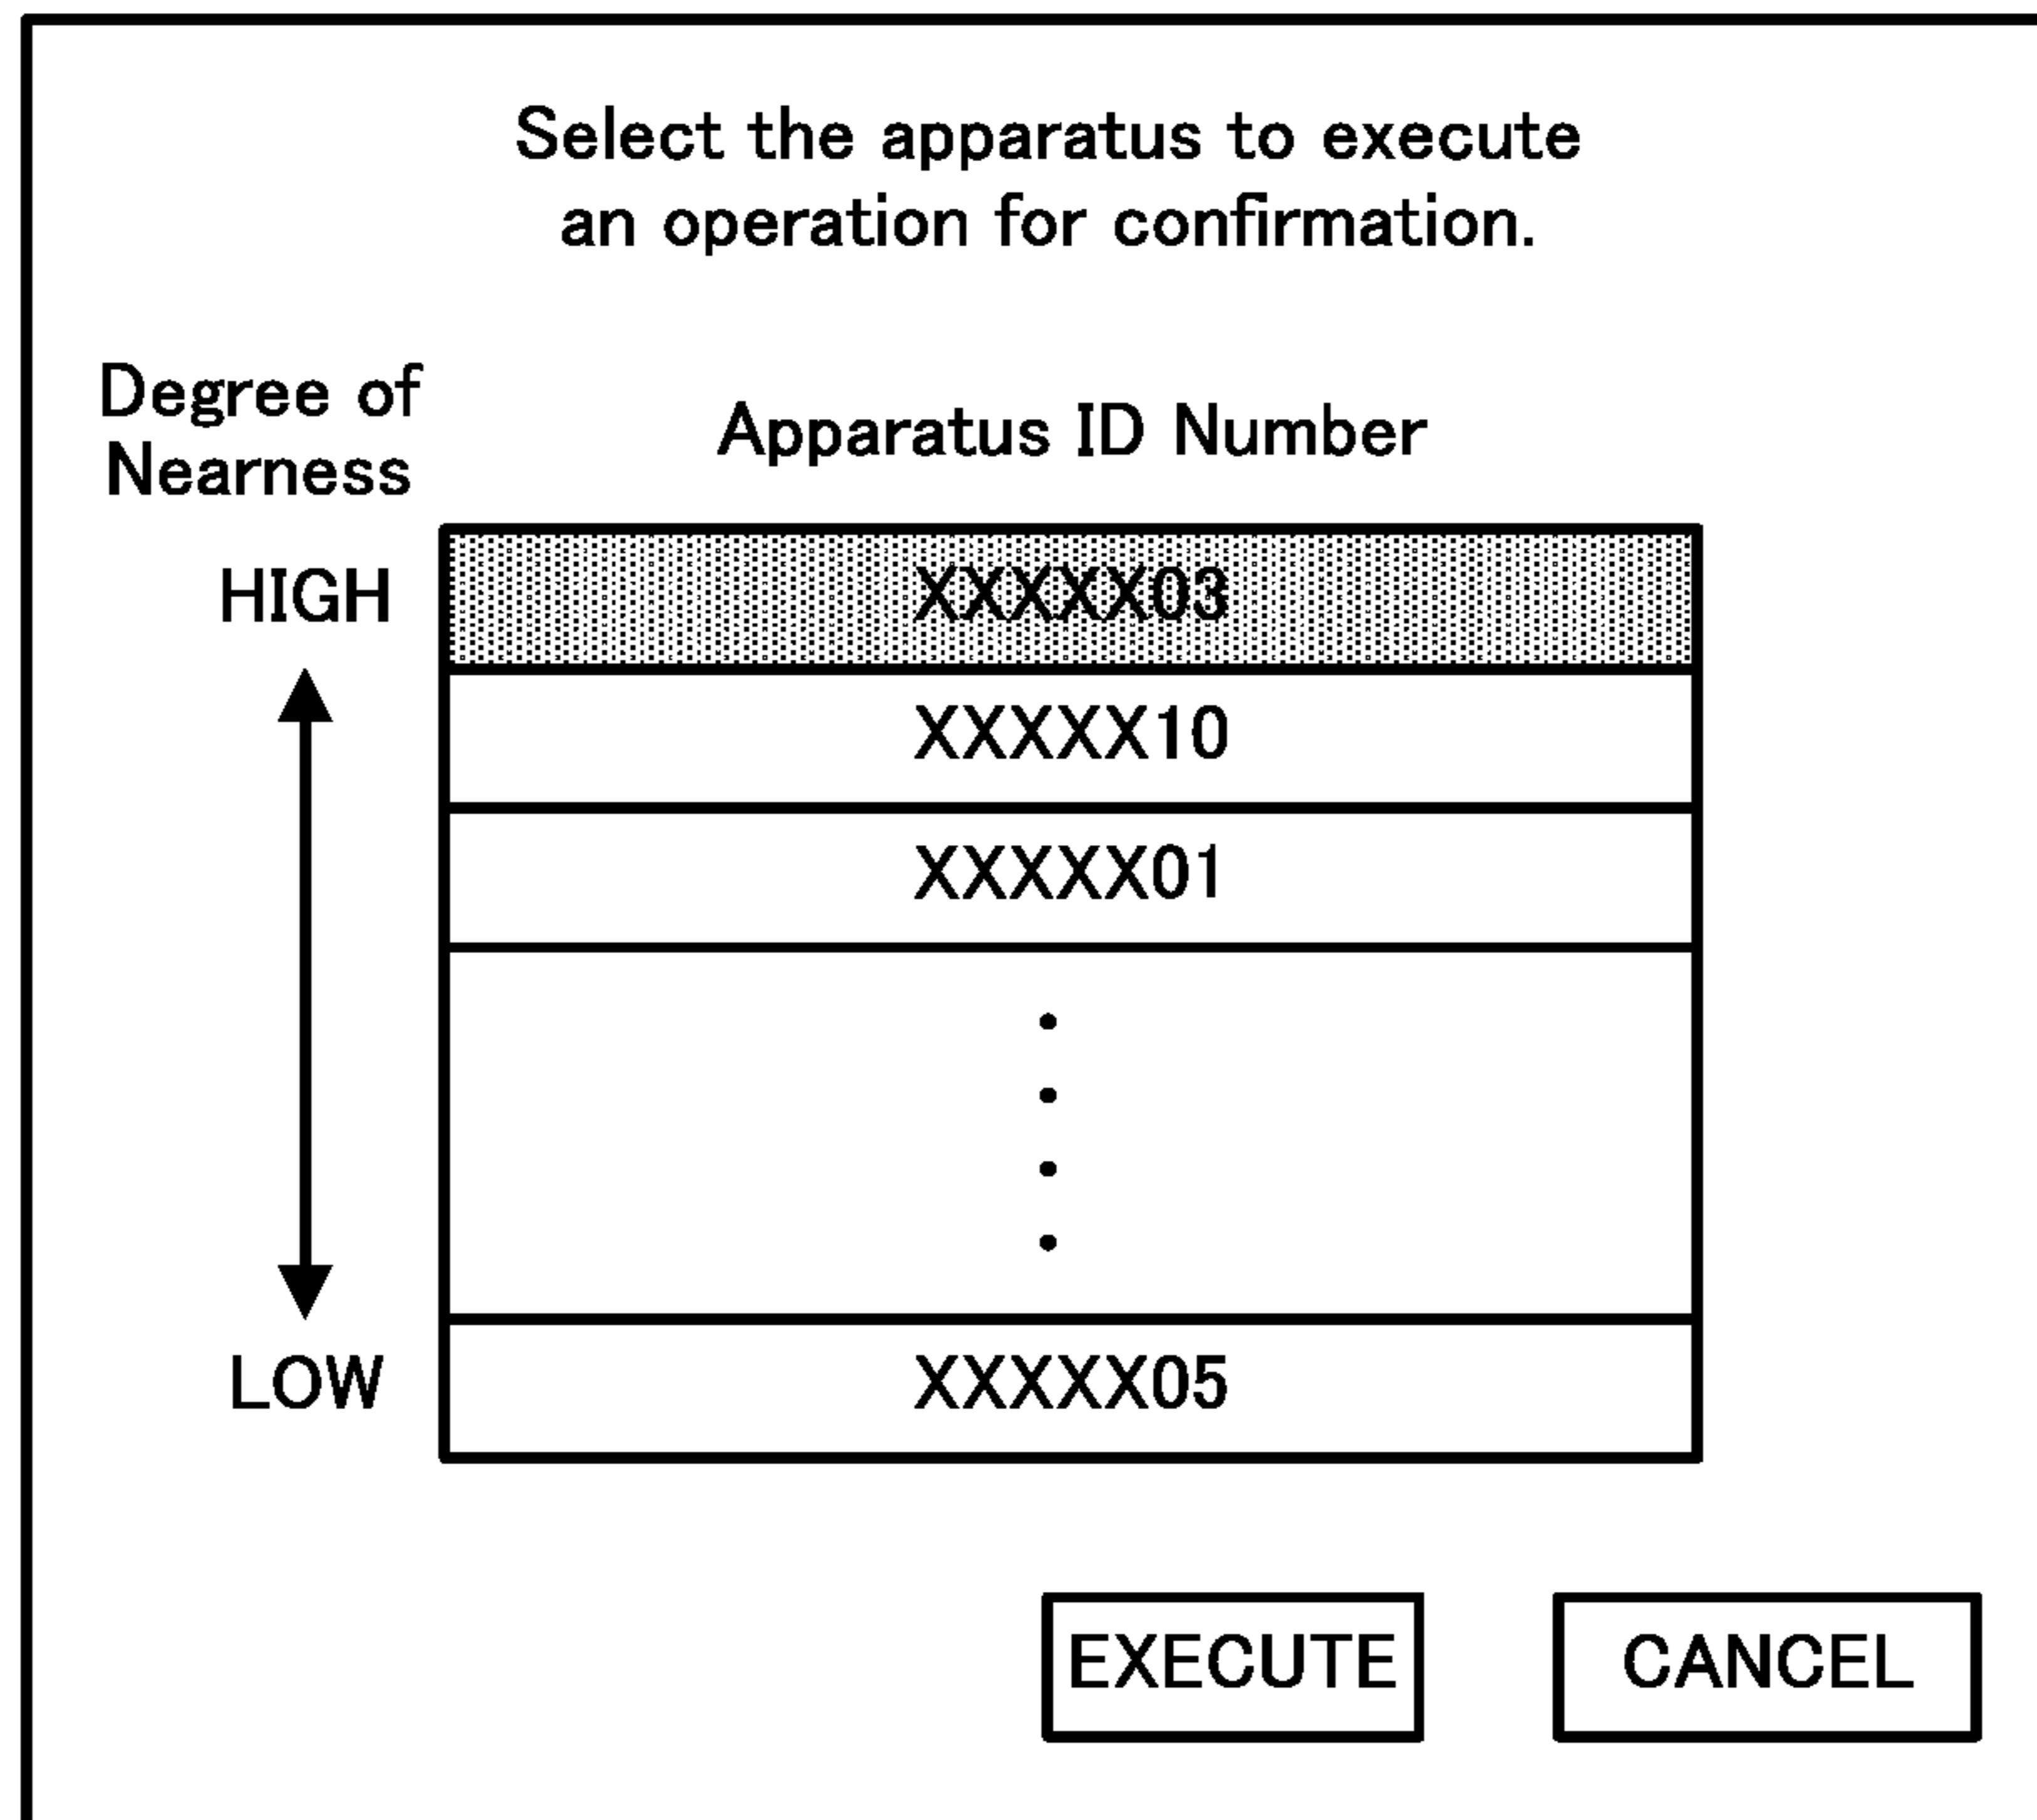 Select the apparatus to execute
an operation for confirmation.
Degree of
Nearness
Apparatus ID Number
HIGH
XXXXX03
XXXXX10
XXXXX01
LOW
XXXXX05
EXECUTE
CANCEL